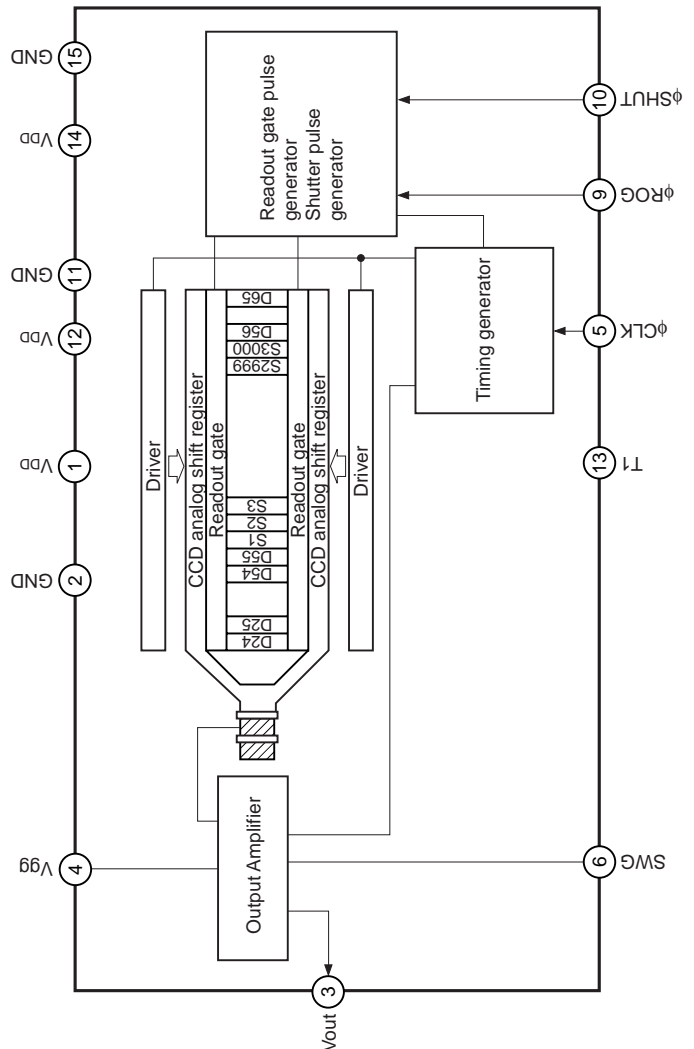 GND
15
VDD
14
GND
11
VDD
12
VDD
1
GND
2
Vgg
4
Readout gate pulse
generator
Shutter pulse
generator
10
φSHUT
9
φROG
Timing generator
5
φCLK
13
T1
6
SWG
Driver
CCD analog shift register
Readout gate
D24
D25
D54
D55
S1
S2
S3
S2999
S3000
D56
D65
Readout gate
CCD analog shift register
Driver
Output Amplifier
3
Vout